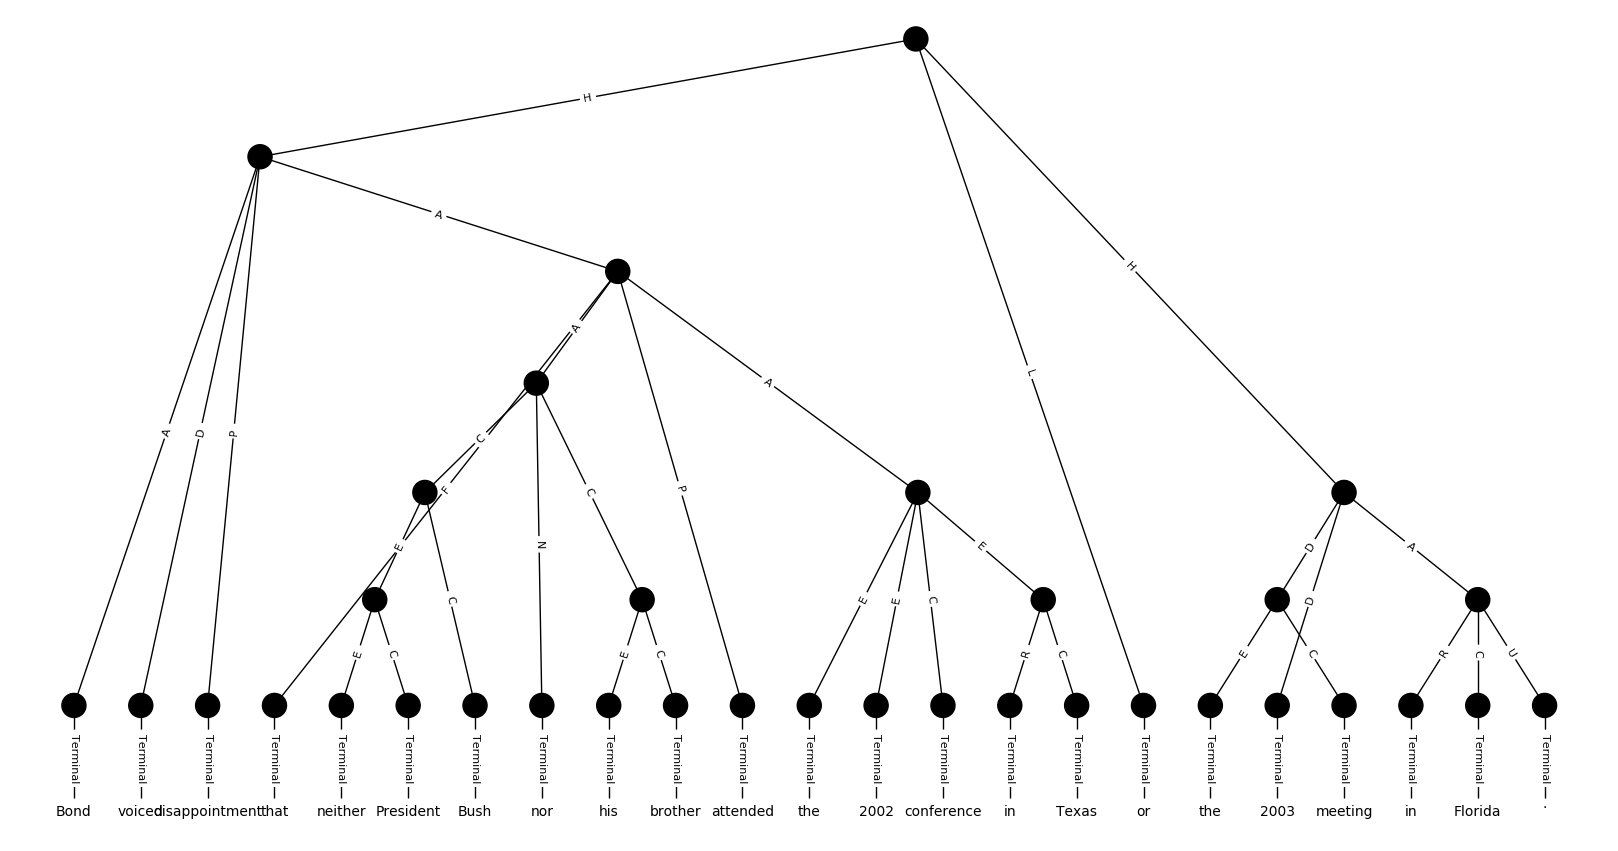 H
A
H
A
L
A
A
D
P
C
F
C
P
E
N
E
D
A
E
C
E
E
C
D
E
C
E
C
R
C
E
C
R
C
U
Terminal Terminal Terminal Terminal Terminal Terminal Terminal Terminal Terminal Terminal Terminal Terminal Terminal Terminal Terminal Terminal Terminal Terminal Terminal Terminal Terminal Terminal Terminal
Bond voiced disappointment that neither President Bush nor his brother attended the 2002 conference in Texas or the 2003 meeting in Florida .